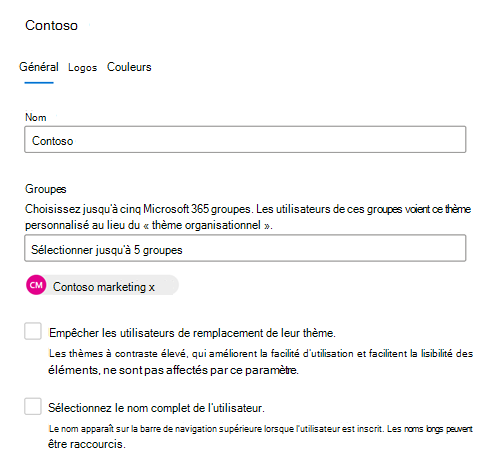 Contoso
Général Logos Couleurs
Nom
Contoso
Groupes
Choisissez jusqu'à cinq Microsoft 365 groupes. Les utilisateurs de ces groupes voient ce thème
personnalisé au lieu du « thème organisationnel ».
Sélectionner jusqu'à 5 groupes
CM Contoso marketing x
Empêcher les utilisateurs de remplacement de leur thème.
Les thèmes à contraste élevé, qui améliorent la facilité d'utilisation et facilitent la lisibilité des
éléments, ne sont pas affectés par ce paramètre.
Sélectionnez le nom complet de l'utilisateur.
Le nom apparaît sur la barre de navigation supérieure lorsque l'utilisateur est inscrit. Les noms longs peuvent
être raccourcis.